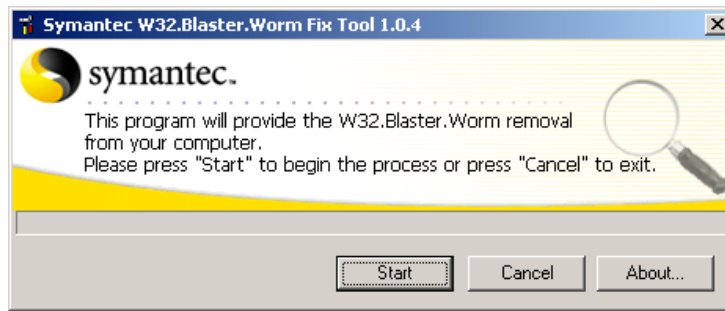 Symantec W32.Blaster.Worm Fix Tool 1.0.4
symantec.
This program will provide the W32.Blaster.Worm removal
from your computer.
Please press "Start" to begin the process or press "Cancel" to exit.
Start Cancel About...